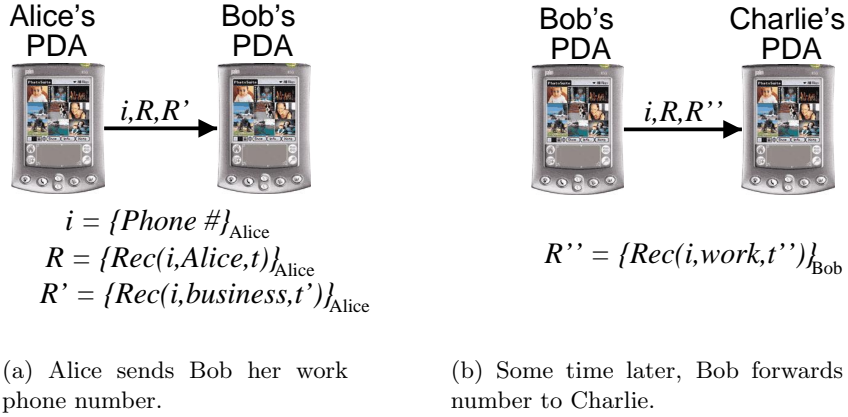 Alice's PDA
Bob's PDA
i,R,R'
i = {Phone #}Alice
R = {Rec(i,Alice,t)}Alice
R' = {Rec(i,business,t')}Alice
(a) Alice sends Bob her work
phone number.
Bob's PDA
Charlie's PDA
i,R,R''
R'' = {Rec(i,work,t'')}Bob
(b) Some time later, Bob forwards
number to Charlie.